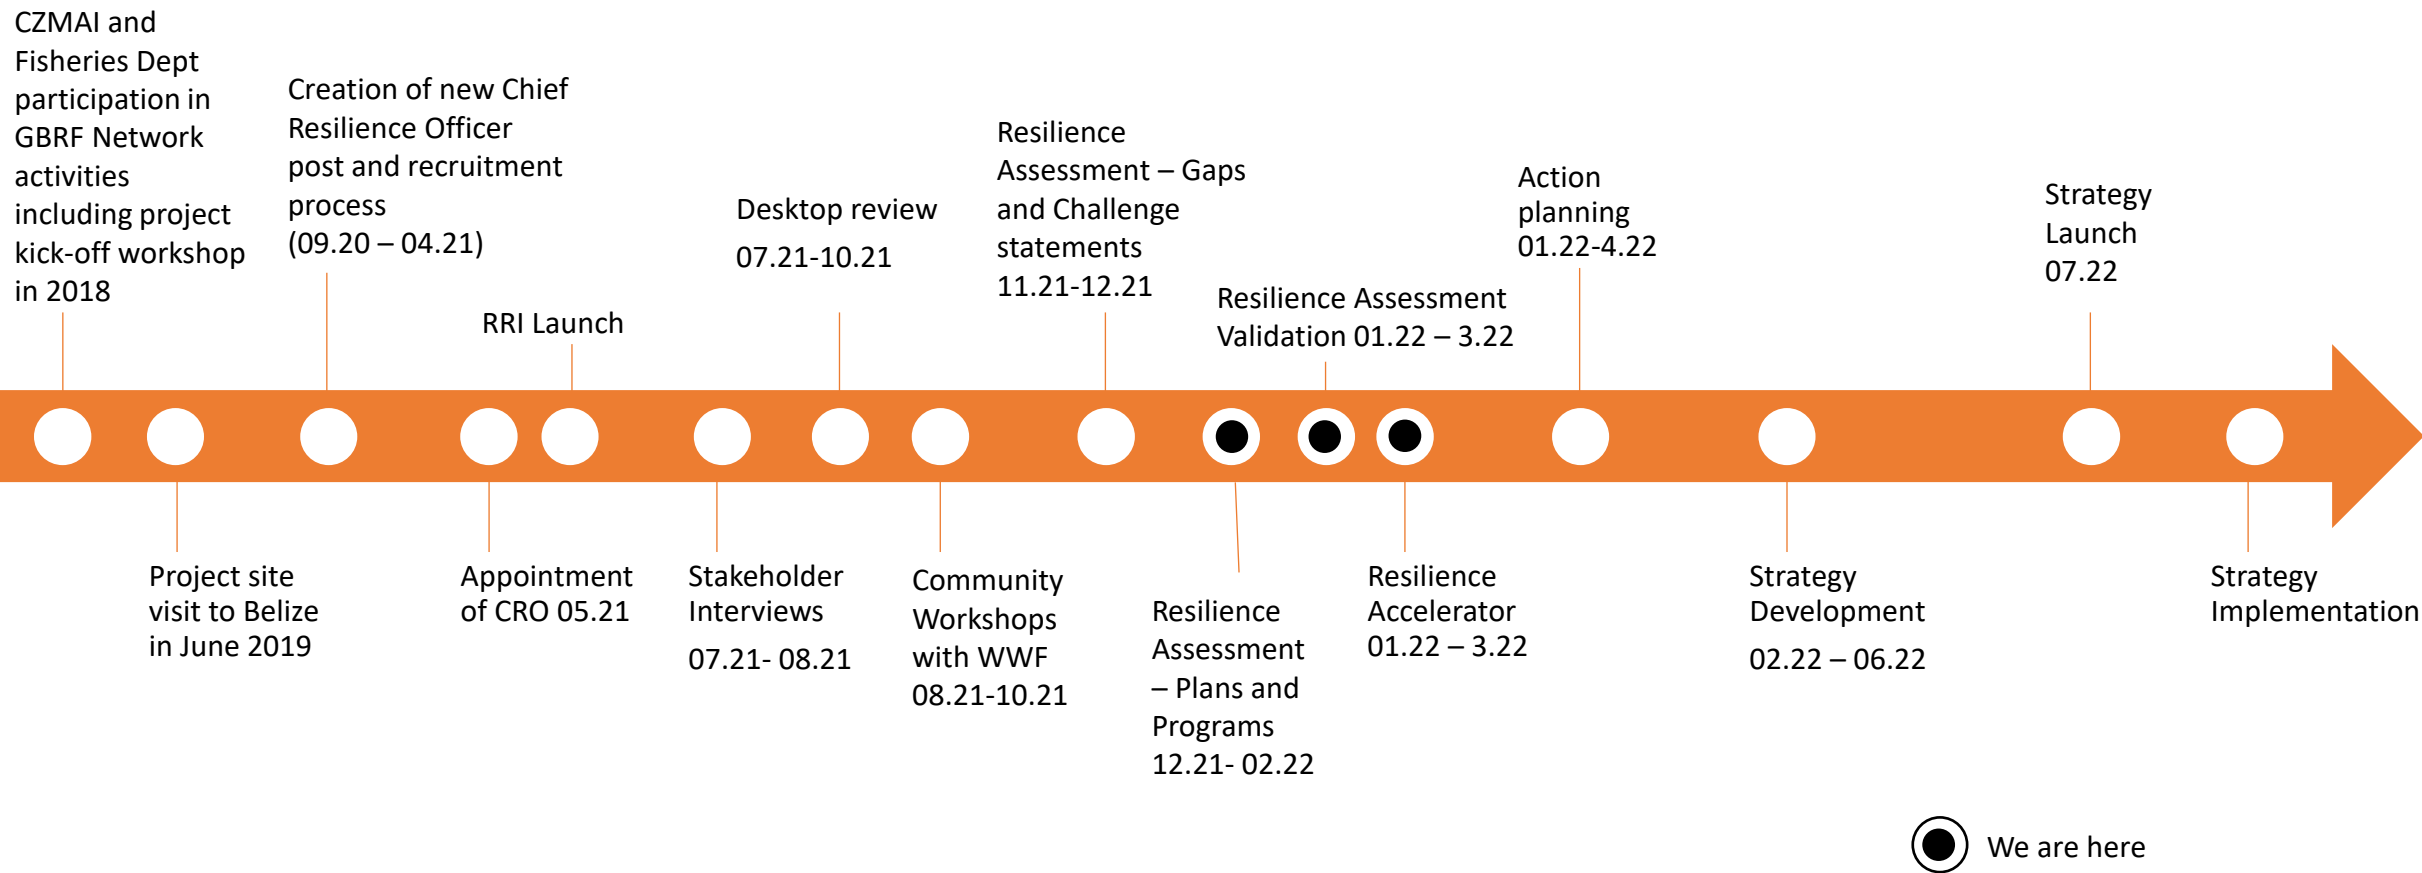 CZMAI and
Fisheries Dept
participation in
GBRF Network
activities
including project
kick-off workshop
in 2018
Creation of new Chief
Resilience Officer
post and recruitment
process
(09.20 – 04.21)
RRI Launch
Desktop review
07.21-10.21
Resilience
Assessment – Gaps
and Challenge
statements
11.21-12.21
Resilience Assessment
Validation 01.22 – 3.22
Action
planning
01.22-4.22
Strategy
Launch
07.22
Project site
visit to Belize
in June 2019
Appointment
of CRO 05.21
Stakeholder
Interviews
07.21- 08.21
Community
Workshops
with WWF
08.21-10.21
Resilience
Assessment
– Plans and
Programs
12.21- 02.22
Resilience
Accelerator
01.22 – 3.22
Strategy
Development
02.22 – 06.22
Strategy
Implementation
We are here